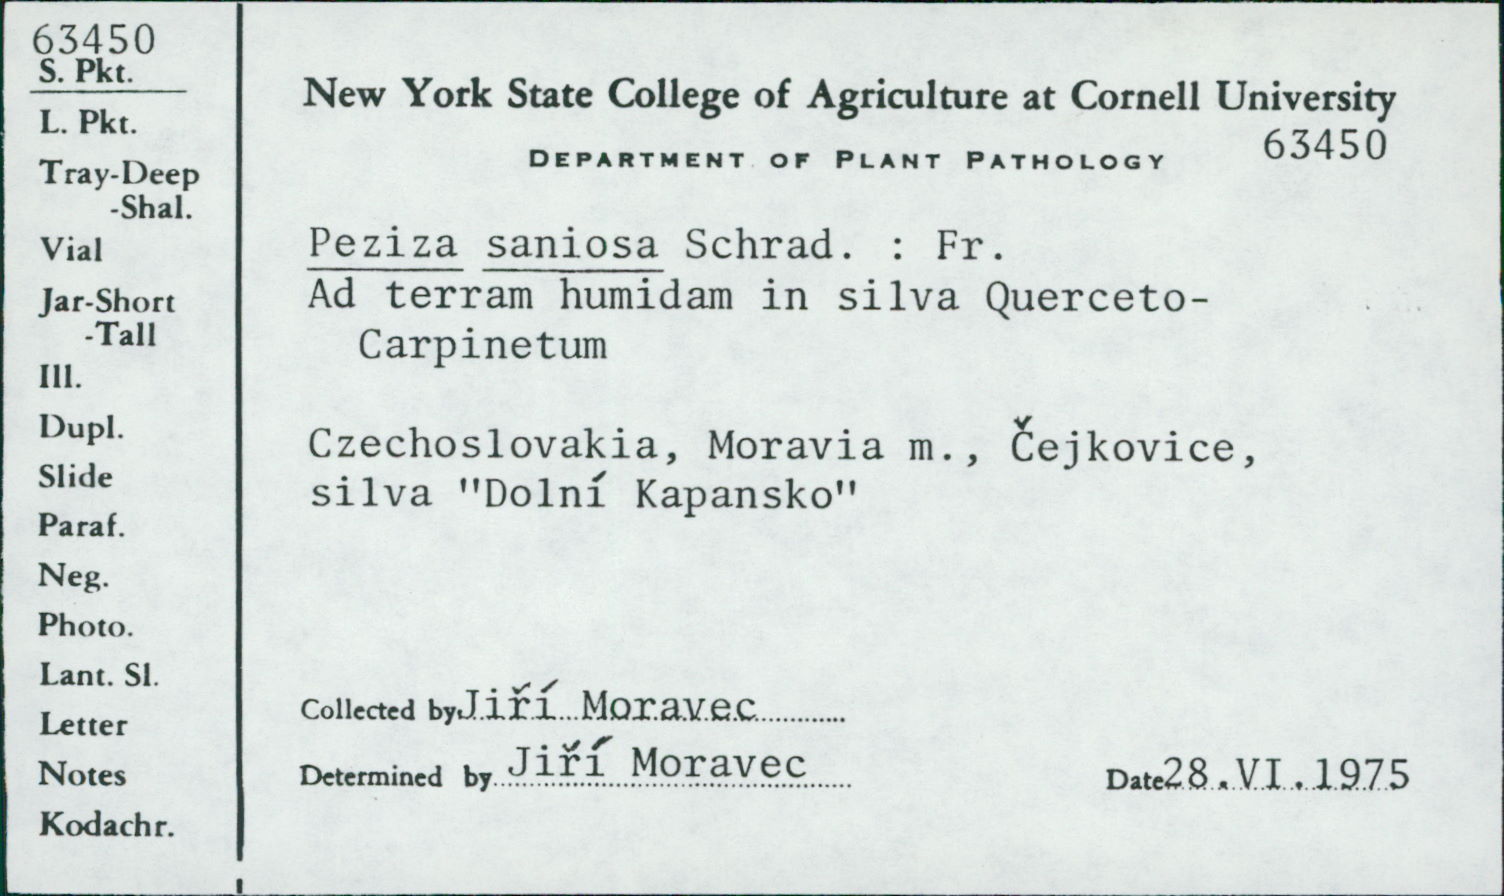 63450
S. Pkt.
L. Pkt.
Tray-Deep
-Shal.
Vial
Jar-Short
-Tall
Ill.
Dupl.
Slide
Paraf.
Neg.
Photo.
Lant. Sl.
Letter
Notes
Kodachr.
New York State College of Agriculture at Cornell University
DEPARTMENT OF PLANT PATHOLOGY 63450
Peziza saniosa Schrad. : Fr.
Ad terram humidam in silva Querceto-
Carpinetum
Czechoslovakia, Moravia m., Čejkovice,
silva "Dolní Kapansko"
Collected by Jiří Moravec
Determined by Jiří Moravec
Date 28.VI.1975